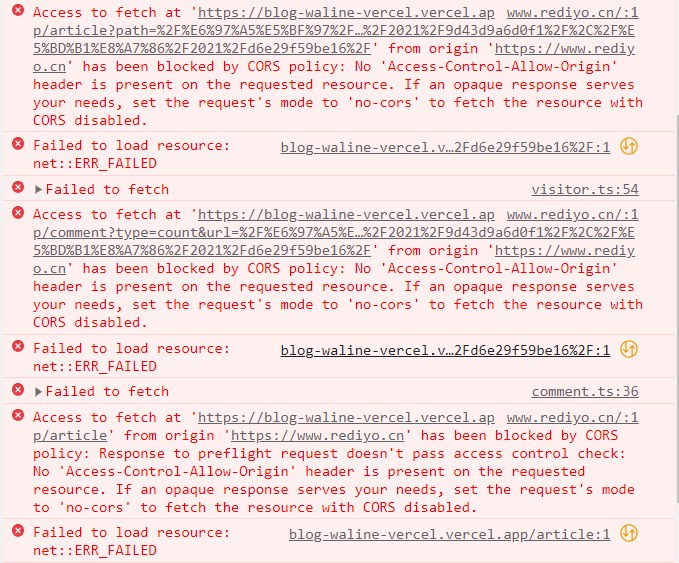 Access to fetch at 'https://blog-waline-vercel.vercel.ap www.rediyo.cn/:1
p/article?path=%2F%E6%97%A5%E5%BF%97%2F…2F2021%2F9d43d9a6d0f1%2F%2C%2F%E
5%BD%B1%E8%A7%86%2F2021%2Fd6e29f59be16%2F' from origin 'https://www.rediy
o.cn' has been blocked by CORS policy: No 'Access-Control-Allow-Origin'
header is present on the requested resource. If an opaque response serves
your needs, set the request's mode to 'no-cors' to fetch the resource with
CORS disabled.
Failed to load resource: blog-waline-vercel.v…2Fd6e29f59be16%2F:1
net::ERR_FAILED
▶Failed to fetch visitor.ts:54
Access to fetch at 'https://blog-waline-vercel.vercel.ap www.rediyo.cn/:1
p/comment?type=count&url=%2F%E6%97%A5%E…%2F2021%2F9d43d9a6d0f1%2F%2C%2F%E
5%BD%B1%E8%A7%86%2F2021%2Fd6e29f59be16%2F' from origin 'https://www.rediy
o.cn' has been blocked by CORS policy: No 'Access-Control-Allow-Origin'
header is present on the requested resource. If an opaque response serves
your needs, set the request's mode to 'no-cors' to fetch the resource with
CORS disabled.
Failed to load resource: blog-waline-vercel.v…2Fd6e29f59be16%2F:1
net::ERR_FAILED
▶Failed to fetch comment.ts:36
Access to fetch at 'https://blog-waline-vercel.vercel.ap www.rediyo.cn/:1
p/article' from origin 'https://www.rediyo.cn' has been blocked by CORS
policy: Response to preflight request doesn't pass access control check:
No 'Access-Control-Allow-Origin' header is present on the requested
resource. If an opaque response serves your needs, set the request's mode
to 'no-cors' to fetch the resource with CORS disabled.
Failed to load resource: blog-waline-vercel.vercel.app/article:1
net::ERR_FAILED